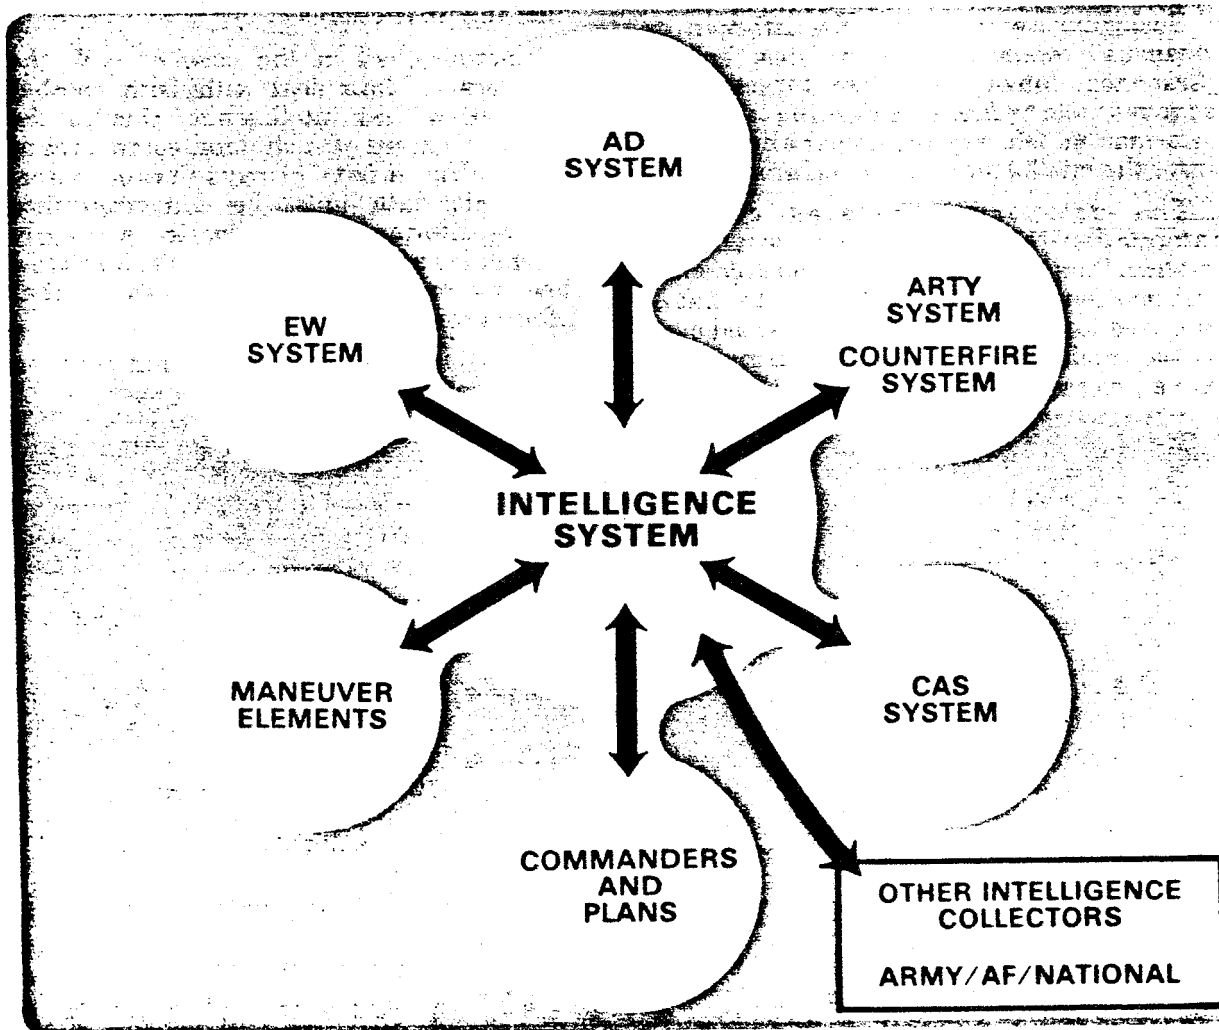 AD
SYSTEM
EW
SYSTEM
ARTY
SYSTEM
COUNTERFIRE
SYSTEM
INTELLIGENCE
SYSTEM
MANEUVER
ELEMENTS
CAS
SYSTEM
COMMANDERS
AND
PLANS
OTHER INTELLIGENCE
COLLECTORS
ARMY/AF/NATIONAL